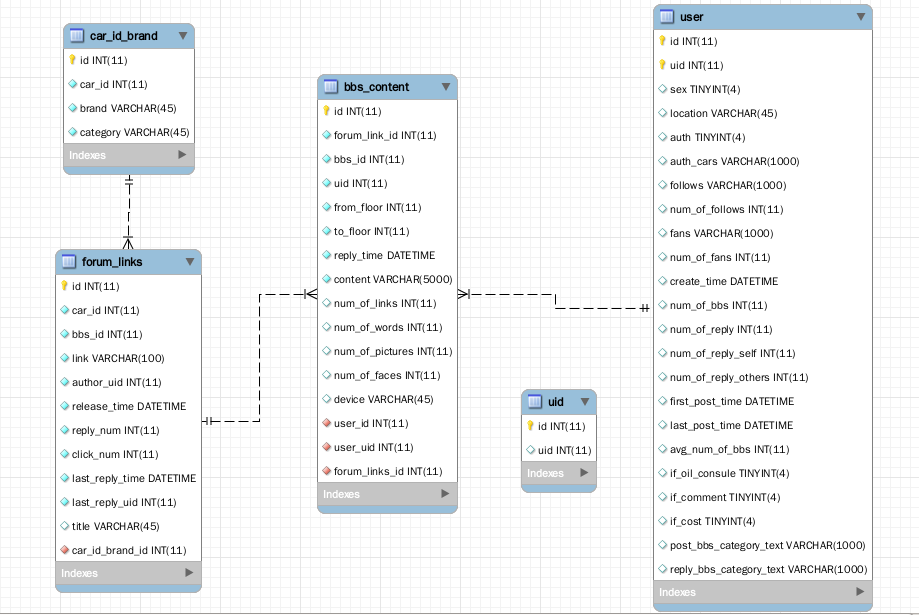 car_id_brand
id INT(11)
car_id INT(11)
brand VARCHAR(45)
category VARCHAR(45)
Indexes
forum_links
id INT(11)
car_id INT(11)
bbs_id INT(11)
link VARCHAR(100)
author_uid INT(11)
release_time DATETIME
reply_num INT(11)
click_num INT(11)
last_reply_time DATETIME
last_reply_uid INT(11)
title VARCHAR(45)
car_id_brand_id INT(11)
Indexes
bbs_content
id INT(11)
forum_link_id INT(11)
bbs_id INT(11)
uid INT(11)
from_floor INT(11)
to_floor INT(11)
reply_time DATETIME
content VARCHAR(5000)
num_of_links INT(11)
num_of_words INT(11)
num_of_pictures INT(11)
num_of_faces INT(11)
device VARCHAR(45)
user_id INT(11)
user_uid INT(11)
forum_links_id INT(11)
Indexes
uid
id INT(11)
uid INT(11)
Indexes
user
id INT(11)
uid INT(11)
sex TINYINT(4)
location VARCHAR(45)
auth TINYINT(4)
auth_cars VARCHAR(1000)
follows VARCHAR(1000)
num_of_follows INT(11)
fans VARCHAR(1000)
num_of_fans INT(11)
create_time DATETIME
num_of_bbs INT(11)
num_of_reply INT(11)
num_of_reply_self INT(11)
num_of_reply_others INT(11)
first_post_time DATETIME
last_post_time DATETIME
avg_num_of_bbs INT(11)
if_oil_consule TINYINT(4)
if_comment TINYINT(4)
if_cost TINYINT(4)
post_bbs_category_text VARCHAR(1000)
reply_bbs_category_text VARCHAR(1000)
Indexes